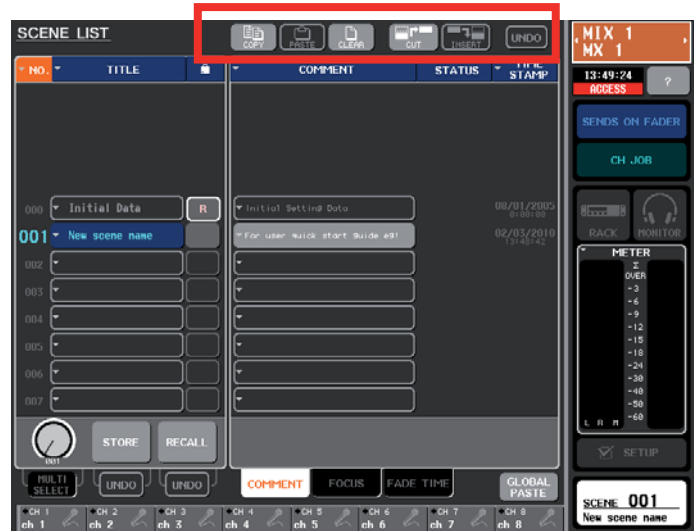 SCENE LIST
COPY PASTE CLEAR CUT INSERT UNDO
MIX 1
MX 1
NO. TITLE COMMENT STATUS TIME STAMP
13:49:24
ACCESS
?
SENDS ON FADER
CH JOB
000 Initial Data R Initial Setting Data 08/01/2005
0:00:00
RACK MONITOR
001 New scene name For user quick start Guide eg! 02/03/2010
13:48:42
METER
Σ
OVER
002
003
004
005
006
007
-3
-6
-9
-12
-15
-18
-24
-30
-40
-50
-60
L R M
001
STORE RECALL
SETUP
MULTI SELECT UNDO UNDO COMMENT FOCUS FADE TIME GLOBAL PASTE
SCENE 001
New scene name
CH 1 CH 2 CH 3 CH 4 CH 5 CH 6 CH 7 CH 8
ch 1 ch 2 ch 3 ch 4 ch 5 ch 6 ch 7 ch 8